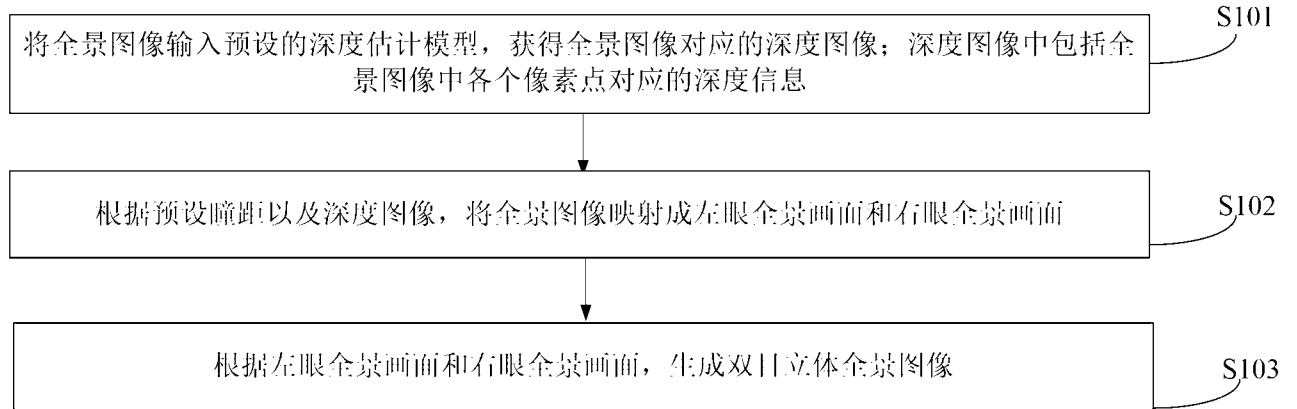 S101
将全景图像输入预设的深度估计模型，获得全景图像对应的深度图像；深度图像中包括全
景图像中各个像素点对应的深度信息
S102
根据预设瞳距以及深度图像，将全景图像映射成左眼全景画面和右眼全景画面
S103
根据左眼全景画面和右眼全景画面，生成双目立体全景图像